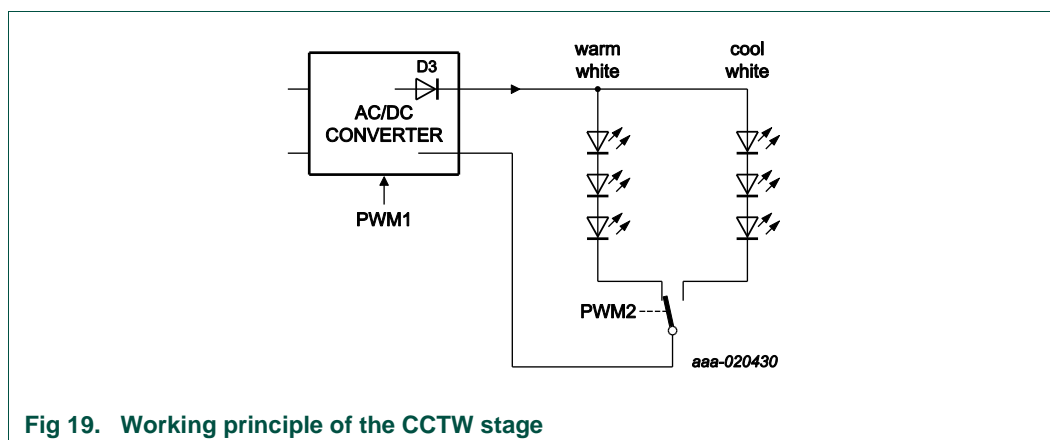 warm
white
cool
white
D3
AC/DC
CONVERTER
PWM1
PWM2
aaa-020430
Fig 19. Working principle of the CCTW stage